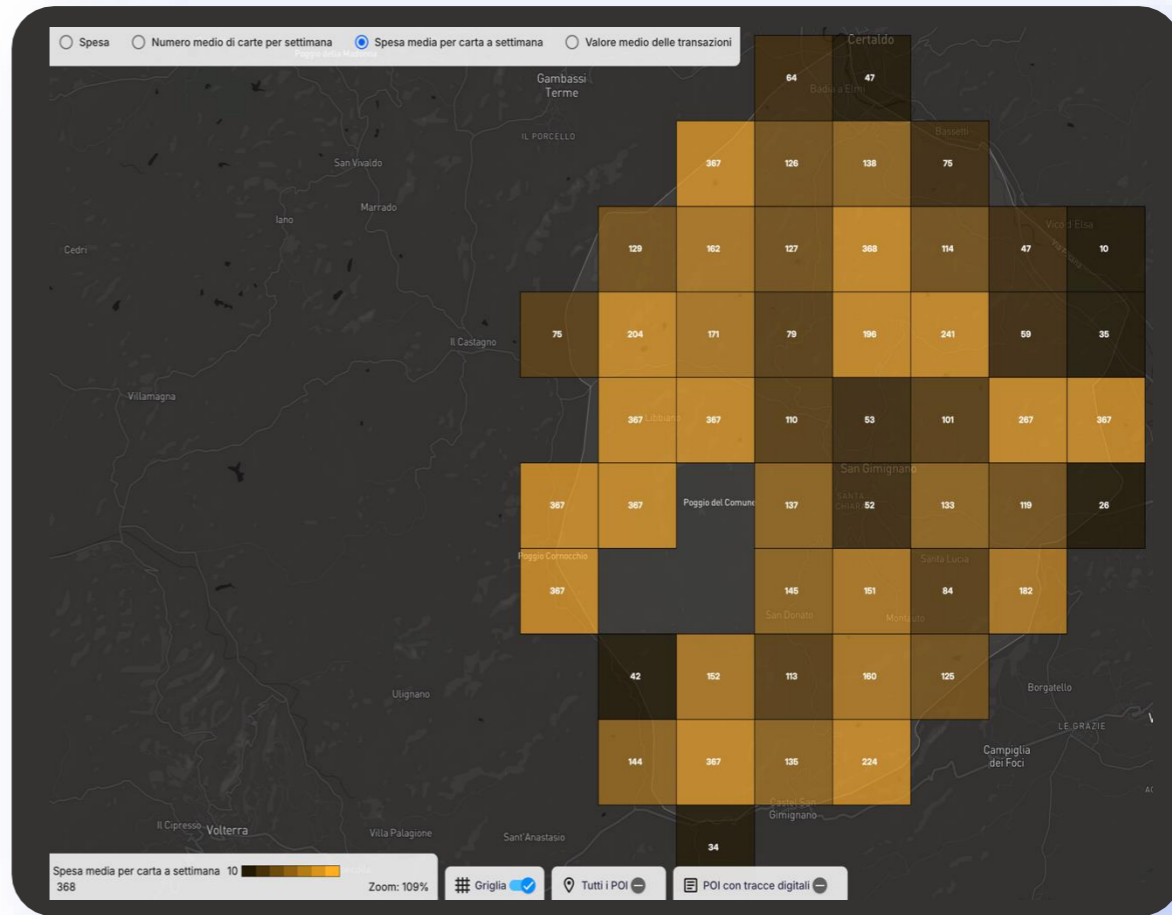 Spesa
Numero medio di carte per settimana
Spesa media per carta a settimana
Valore medio delle transazioni
Certaldo
Gambassi
Terme
64
47
Badia a Elmi
IL PORCELLO
Basseni
367
126
138
75
San Vivaldo
Marrado
Iano
Vico d'Elsa
Cedri
129
162
127
368
114
47
10
75
204
171
79
196
241
59
35
Il Castagno
Villamagna
367
Libbiano
367
110
53
101
267
367
San Gimignano
367
367
Poggio del Comune
137
52
133
119
26
Poggio Cornocchio
Santa Lucia
367
145
151
84
182
San Donato
Montauto
42
152
113
160
125
Ulignano
Borgatello
LE GRAZIE
Campiglia
dei Foci
144
367
135
224
Castel San
Gimignano
Il Cipresso
Volterra
Villa Palagione
Sant'Anastasio
34
Spesa media per carta a settimana 10
368
Zoom: 109%
Griglia
Tutti i POI
POI con tracce digitali